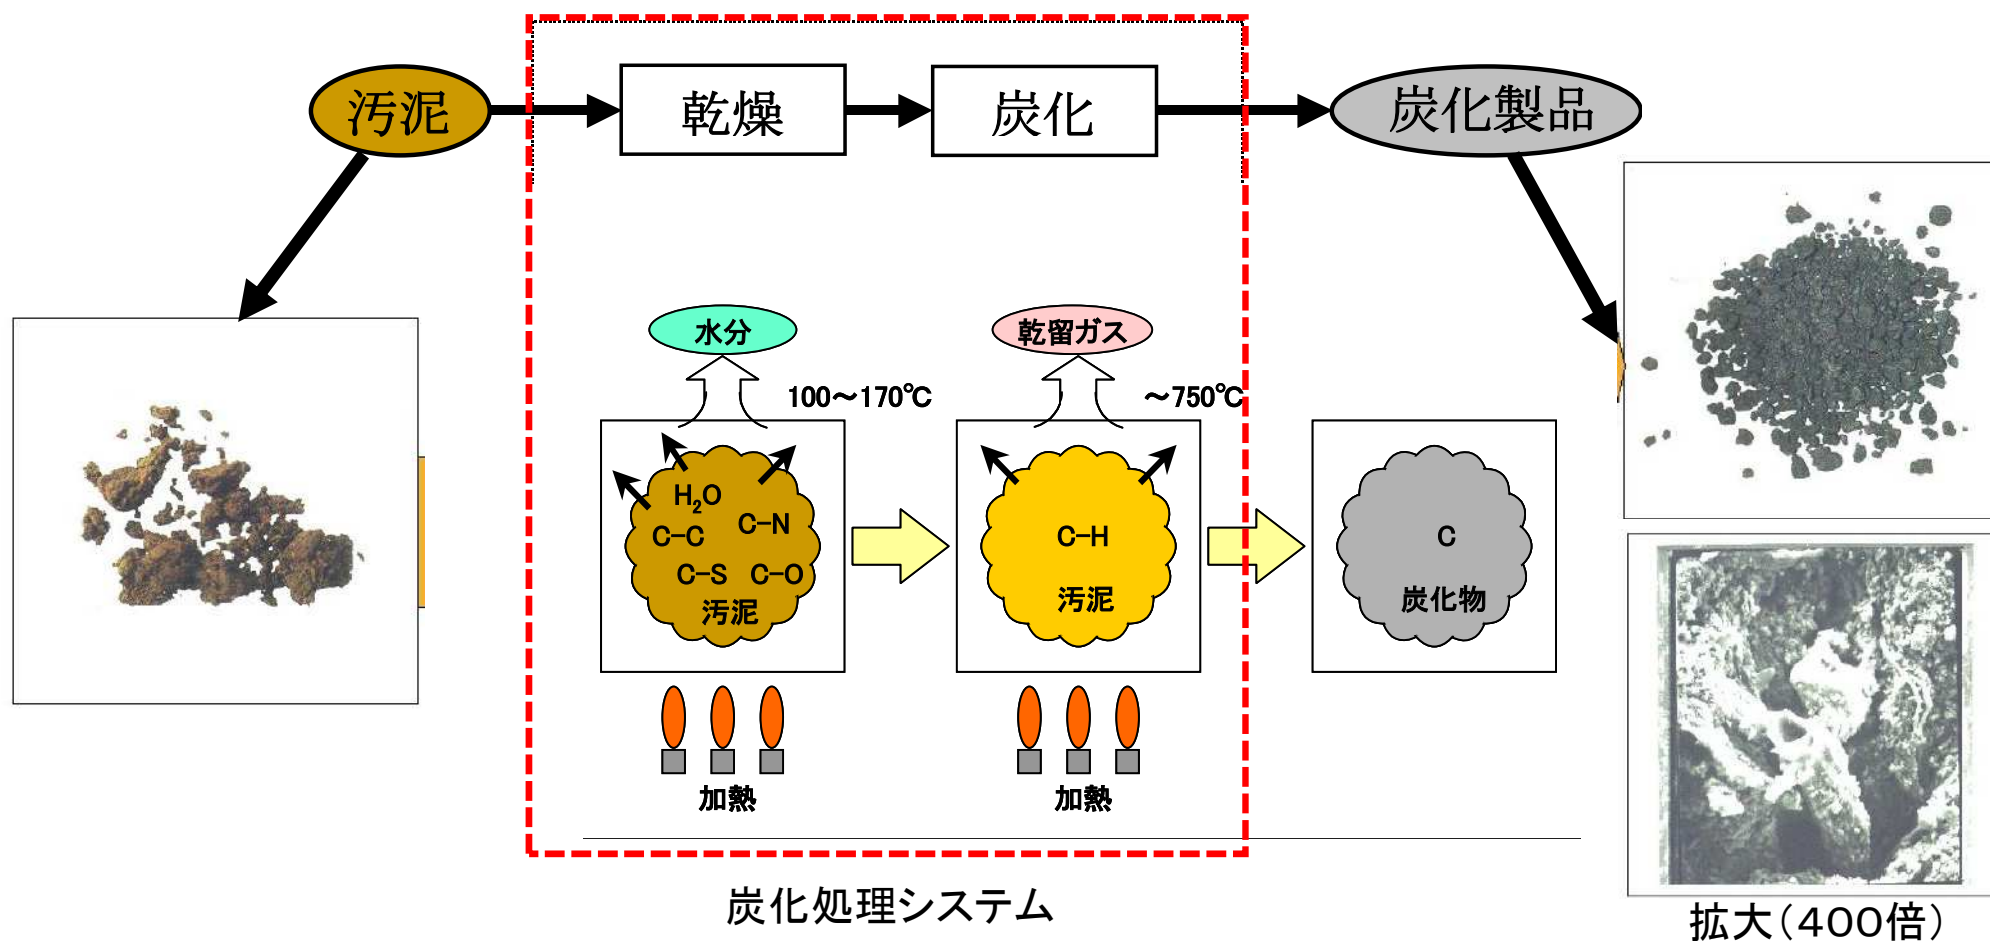 汚泥
乾燥
炭化
炭化製品
水分
乾留ガス
100～170℃
～750℃
H₂O
C-C
C-N
C-S
C-O
汚泥
C-H
汚泥
C
炭化物
加熱
加熱
炭化処理システム
拡大（400倍）